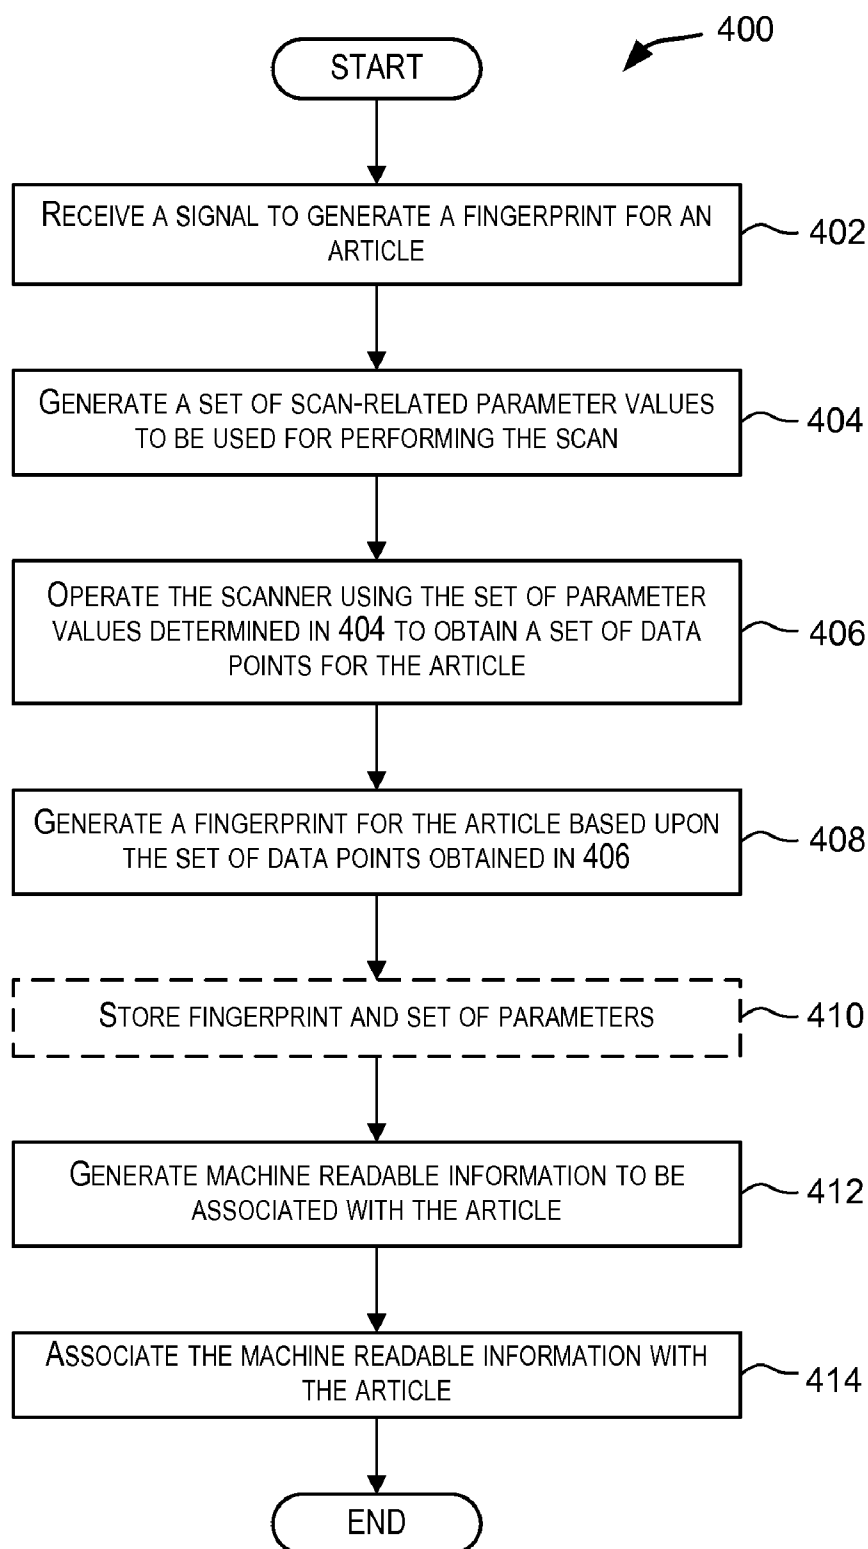 START
400
RECEIVE A SIGNAL TO GENERATE A FINGERPRINT FOR AN
ARTICLE
402
GENERATE A SET OF SCAN-RELATED PARAMETER VALUES
TO BE USED FOR PERFORMING THE SCAN
404
OPERATE THE SCANNER USING THE SET OF PARAMETER
VALUES DETERMINED IN 404 TO OBTAIN A SET OF DATA
POINTS FOR THE ARTICLE
406
GENERATE A FINGERPRINT FOR THE ARTICLE BASED UPON
THE SET OF DATA POINTS OBTAINED IN 406
408
STORE FINGERPRINT AND SET OF PARAMETERS
410
GENERATE MACHINE READABLE INFORMATION TO BE
ASSOCIATED WITH THE ARTICLE
412
ASSOCIATE THE MACHINE READABLE INFORMATION WITH
THE ARTICLE
414
END